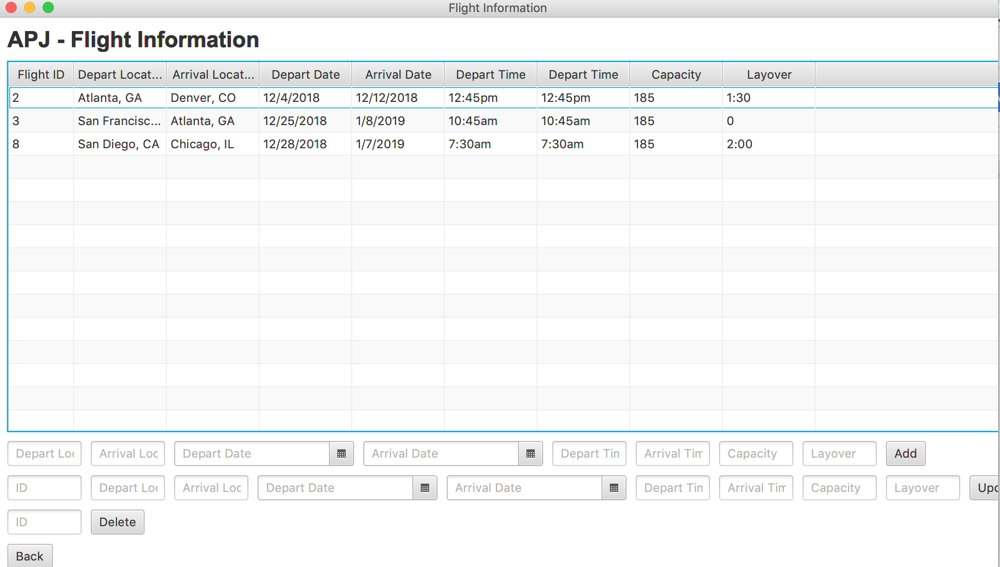 Flight Information
APJ - Flight Information
Flight ID Depart Locat... Arrival Locat... Depart Date Arrival Date Depart Time Depart Time Capacity Layover
2 Atlanta, GA Denver, CO 12/4/2018 12/12/2018 12:45pm 12:45pm 185 1:30
3 San Francisc... Atlanta, GA 12/25/2018 1/8/2019 10:45am 10:45am 185 0
8 San Diego, CA Chicago, IL 12/28/2018 1/7/2019 7:30am 7:30am 185 2:00
Depart Loc Arrival Loc Depart Date Arrival Date Depart Tim Arrival Tim Capacity Layover Add
ID Depart Loc Arrival Loc Depart Date Arrival Date Depart Tim Arrival Tim Capacity Layover Upd
ID Delete
Back